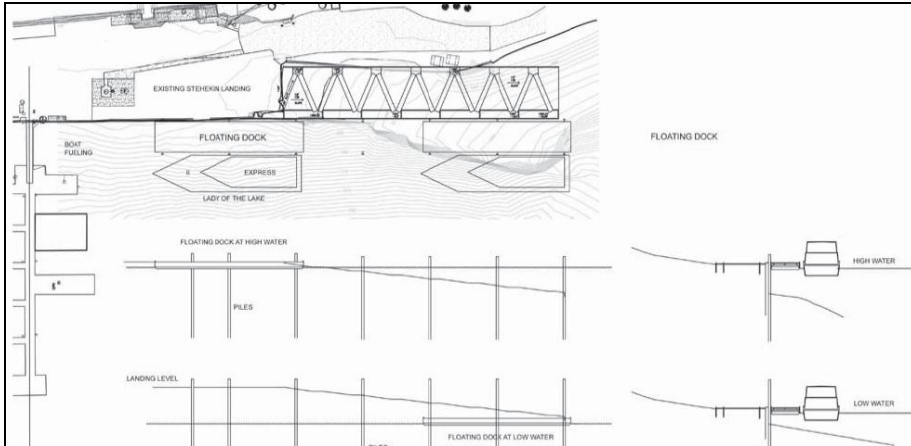 EXISTING STEHEKIN LANDING
FLOATING DOCK
FLOATING DOCK
BOAT
FUELING
EXPRESS
LADY OF THE LAKE
FLOATING DOCK AT HIGH WATER
HIGH WATER
PILES
LANDING LEVEL
LOW WATER
FLOATING DOCK AT LOW WATER
PILES